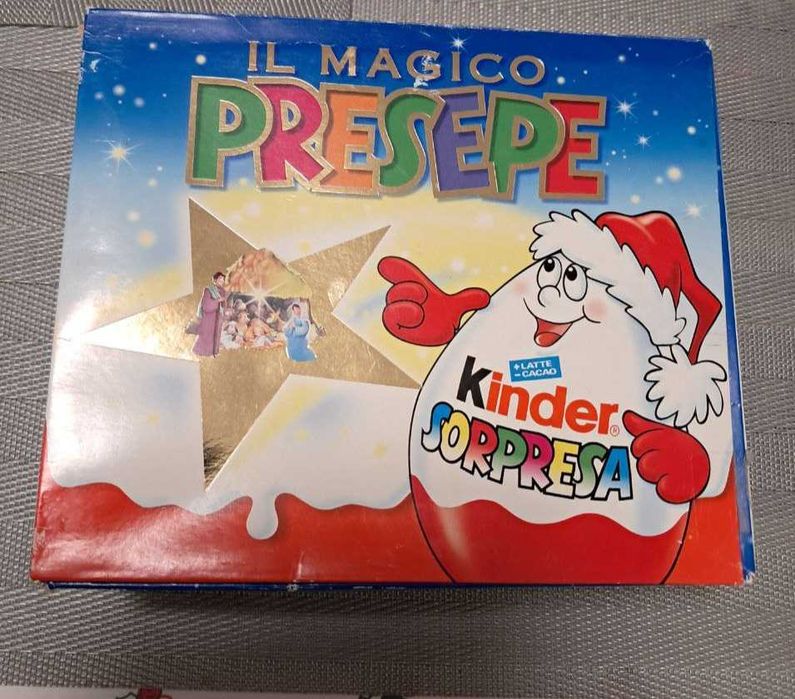 IL MAGICO
PRESEPE
+ LATTE
- CACAO
Kinder®
SORPRESA